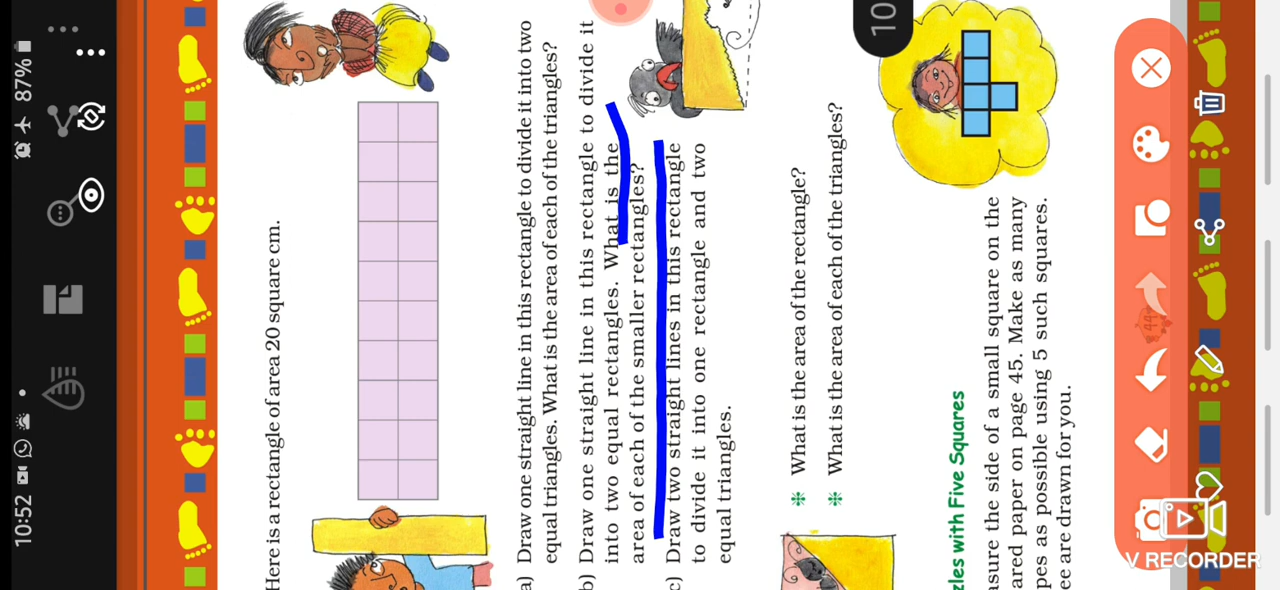 10:52
87%
Here is a rectangle of area 20 square cm.
a) Draw one straight line in this rectangle to divide it into two
equal triangles. What is the area of each of the triangles?
b) Draw one straight line in this rectangle to divide it
into two equal rectangles. What is the
area of each of the smaller rectangles?
c) Draw two straight lines in this rectangle
to divide it into one rectangle and two
equal triangles.
❇ What is the area of the rectangle?
❇ What is the area of each of the triangles?
zles with Five Squares
asure the side of a small square on the
ared paper on page 45. Make as many
pes as possible using 5 such squares.
ee are drawn for you.
10
44
V RECORDER